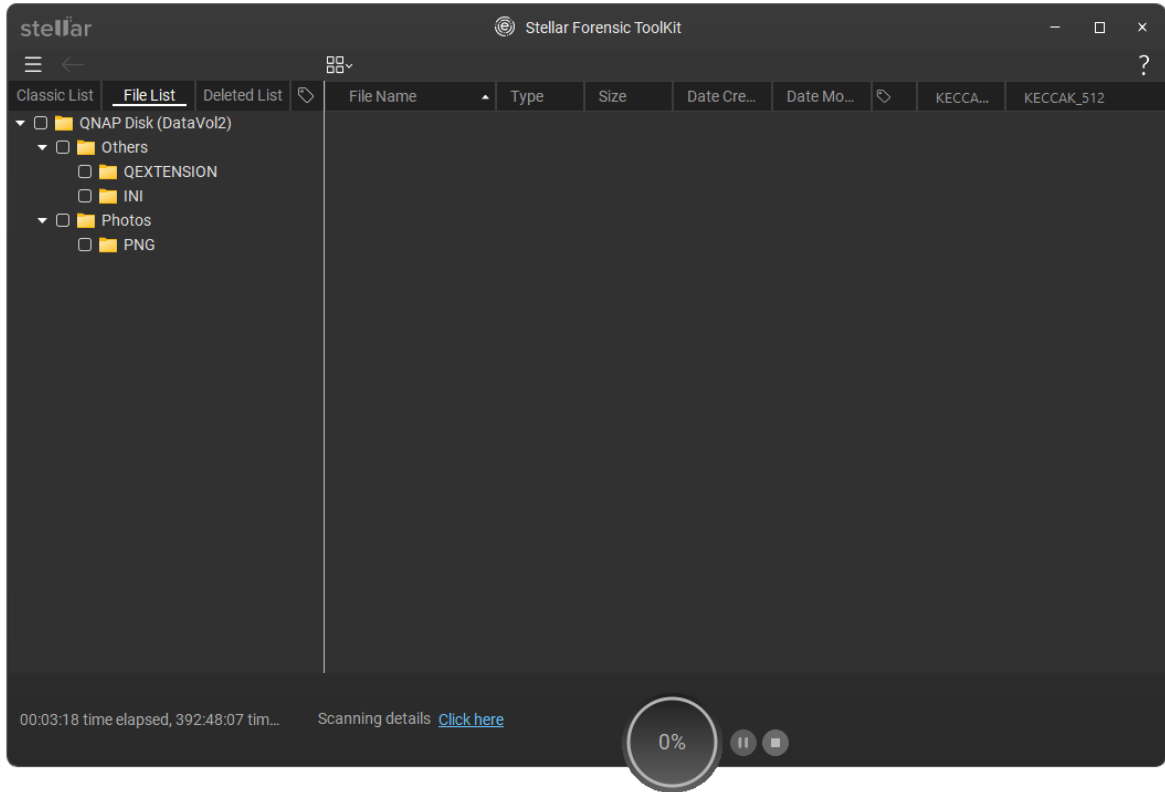 stellar
Stellar Forensic ToolKit
?
Classic List File List Deleted List
File Name Type Size Date Cre... Date Mo... KECCA... KECCAK_512
QNAP Disk (DataVol2)
Others
QEXTENSION
INI
Photos
PNG
00:03:18 time elapsed, 392:48:07 tim... Scanning details Click here
0%